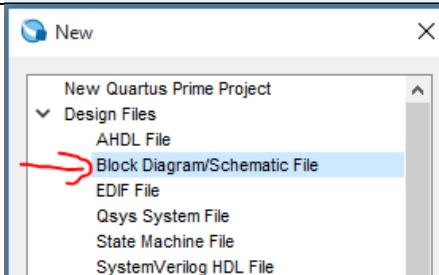 New
New Quartus Prime Project
Design Files
AHDL File
Block Diagram/Schematic File
EDIF File
Qsys System File
State Machine File
SystemVerilog HDL File